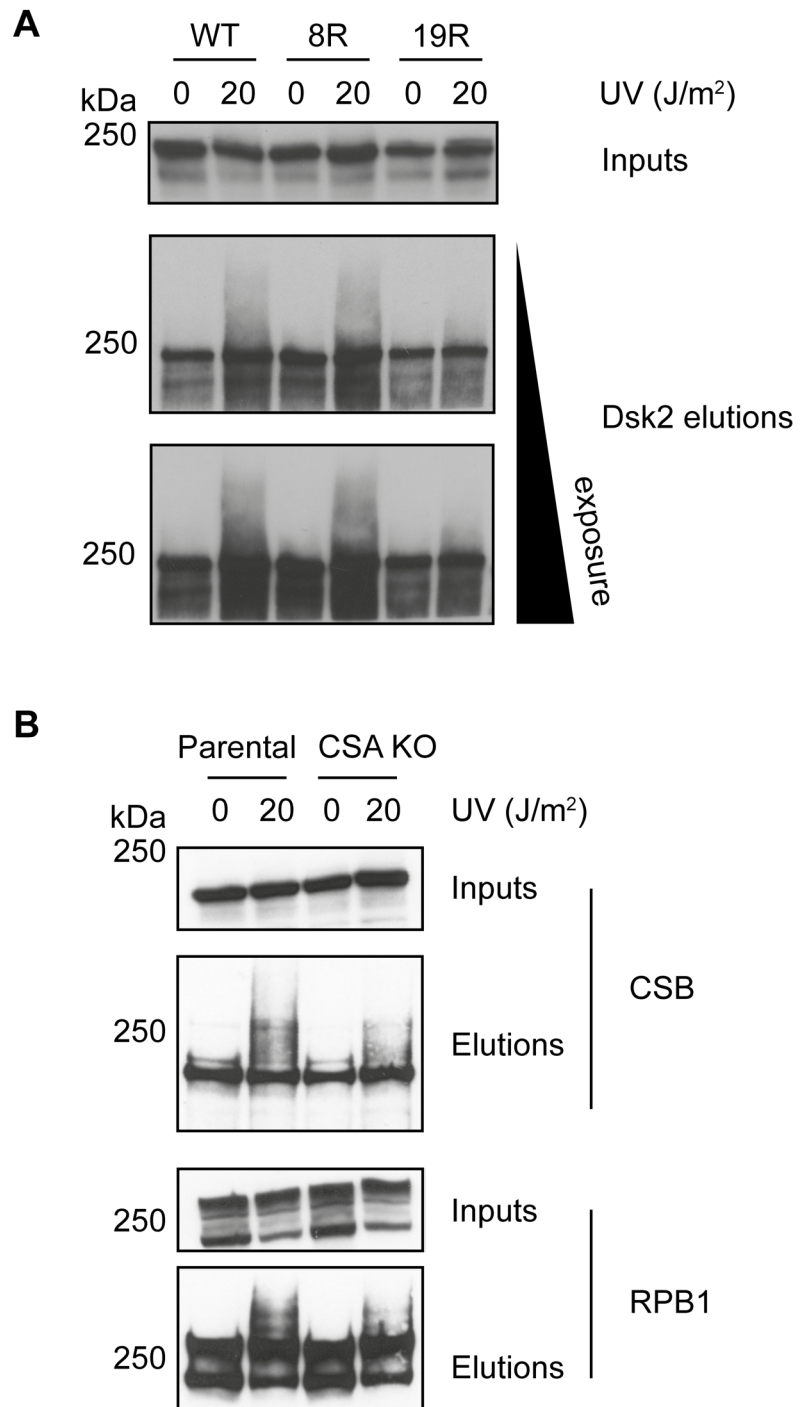 A
WT 8R 19R
0 20 0 20 0 20 UV (J/m²)
kDa
250
Inputs
250
Dsk2 elutions
exposure
250
B
Parental CSA KO
0 20 0 20 UV (J/m²)
kDa
250
Inputs
CSB
250
Elutions
Inputs
250
RPB1
250
Elutions